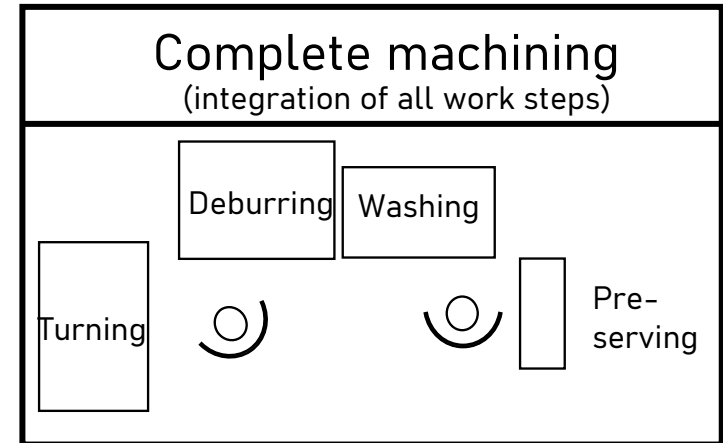 Complete machining
(integration of all work steps)
Deburring
Washing
Turning
Pre-
serving